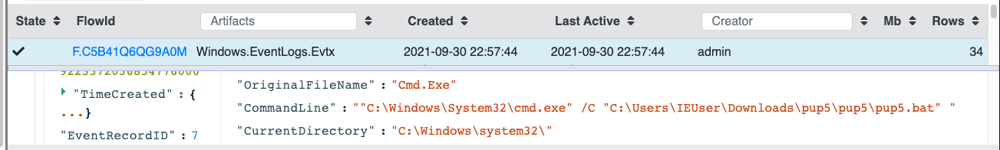 State FlowId Artifacts Created Last Active Creator Mb Rows
F.C5B41Q6QG9A0M Windows.EventLogs.Evtx 2021-09-30 22:57:44 2021-09-30 22:57:44 admin 34
9223372036854776000
"TimeCreated" : {
...}
"EventRecordID" : 7
"OriginalFileName" : "Cmd.Exe"
"CommandLine" : ""C:\Windows\System32\cmd.exe" /C "C:\Users\IEUser\Downloads\pup5\pup5\pup5.bat" "
"CurrentDirectory" : "C:\Windows\system32\"